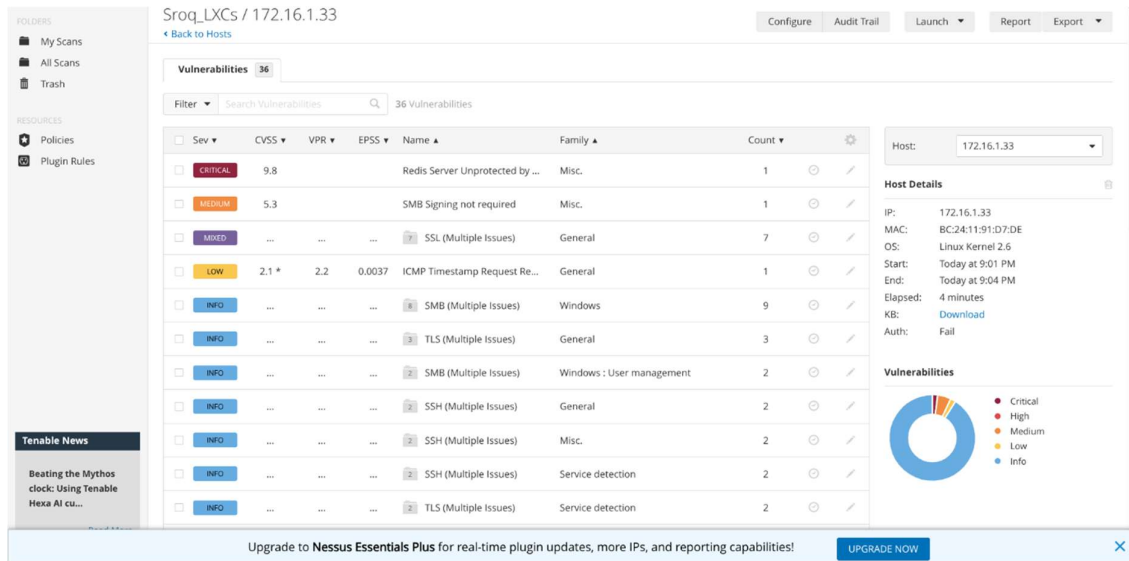 FOLDERS
My Scans
All Scans
Trash
RESOURCES
Policies
Plugin Rules
Tenable News
Beating the Mythos
clock: Using Tenable
Hexa AI cu...
Read More
Sroq_LXCs / 172.16.1.33
Back to Hosts
Configure Audit Trail Launch Report Export
Vulnerabilities 36
Filter Search Vulnerabilities 36 Vulnerabilities
Sev CVSS VPR EPSS Name Family Count
CRITICAL 9.8 Redis Server Unprotected by ... Misc. 1
MEDIUM 5.3 SMB Signing not required Misc. 1
MIXED ... ... ... 7 SSL (Multiple Issues) General 7
LOW 2.1 * 2.2 0.0037 ICMP Timestamp Request Re... General 1
INFO ... ... ... 8 SMB (Multiple Issues) Windows 9
INFO ... ... ... 3 TLS (Multiple Issues) General 3
INFO ... ... ... 2 SMB (Multiple Issues) Windows : User management 2
INFO ... ... ... 2 SSH (Multiple Issues) General 2
INFO ... ... ... 2 SSH (Multiple Issues) Misc. 2
INFO ... ... ... 2 SSH (Multiple Issues) Service detection 2
INFO ... ... ... 2 TLS (Multiple Issues) Service detection 2
Host: 172.16.1.33
Host Details
IP: 172.16.1.33
MAC: BC:24:11:91:D7:DE
OS: Linux Kernel 2.6
Start: Today at 9:01 PM
End: Today at 9:04 PM
Elapsed: 4 minutes
KB: Download
Auth: Fail
Vulnerabilities
Critical
High
Medium
Low
Info
Upgrade to Nessus Essentials Plus for real-time plugin updates, more IPs, and reporting capabilities! UPGRADE NOW